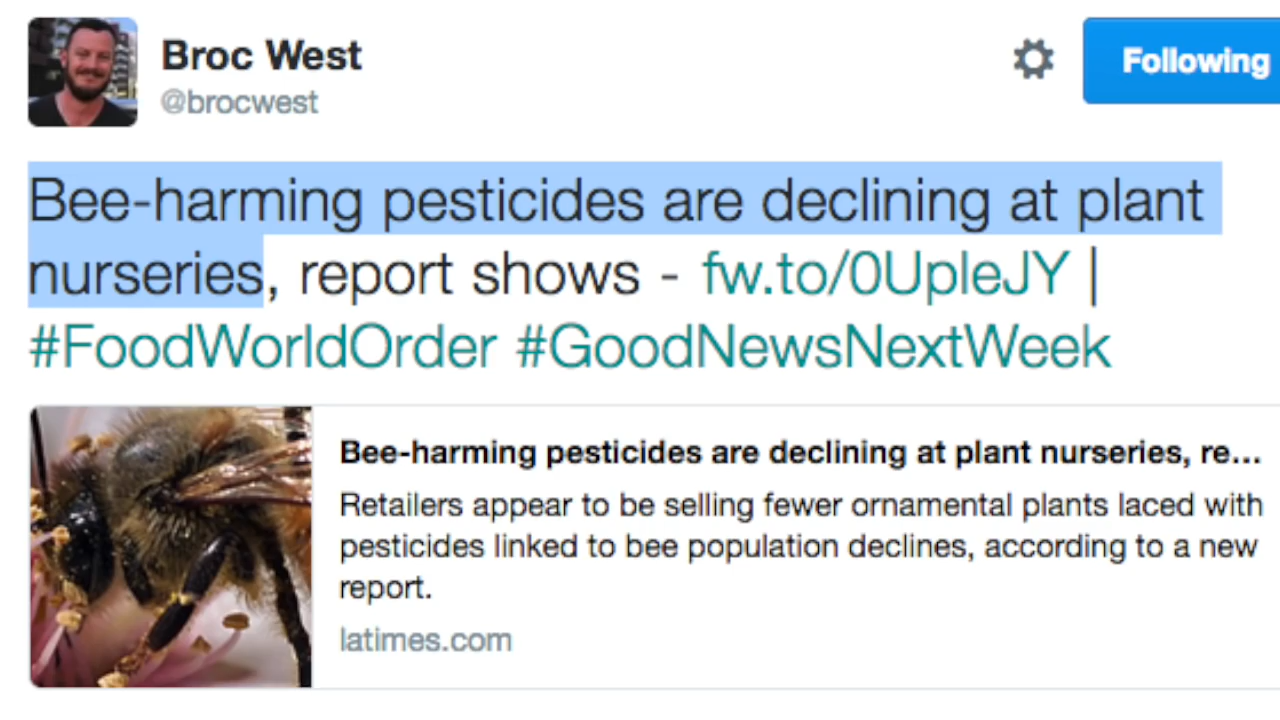 Broc West
@brocwest
Following
Bee-harming pesticides are declining at plant
nurseries, report shows - fw.to/0UpleJY |
#FoodWorldOrder #GoodNewsNextWeek
Bee-harming pesticides are declining at plant nurseries, re...
Retailers appear to be selling fewer ornamental plants laced with
pesticides linked to bee population declines, according to a new
report.
latimes.com